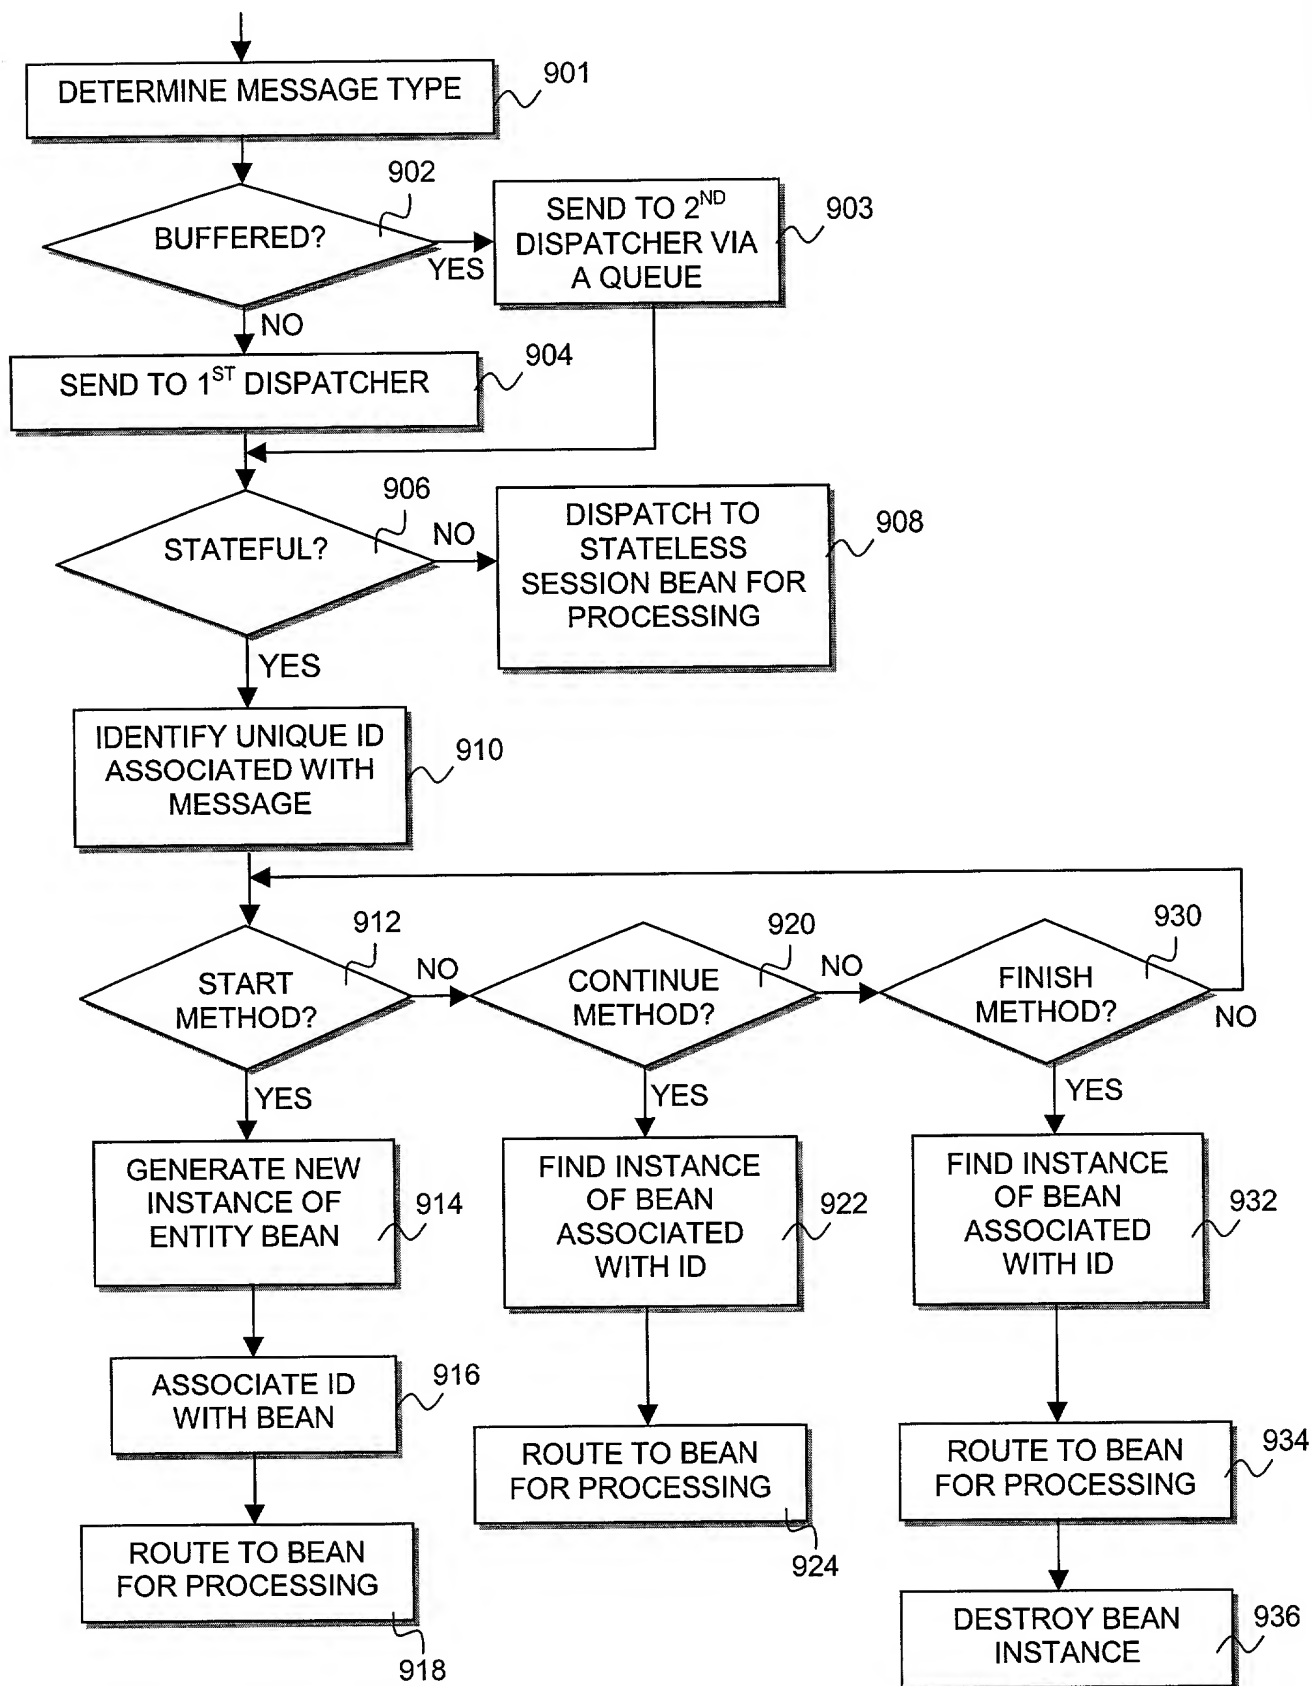 DETERMINE MESSAGE TYPE
901
902
BUFFERED?
YES
SEND TO 2ND
DISPATCHER VIA
A QUEUE
903
NO
SEND TO 1ST DISPATCHER
904
906
STATEFUL?
NO
DISPATCH TO
STATELESS
SESSION BEAN FOR
PROCESSING
908
YES
IDENTIFY UNIQUE ID
ASSOCIATED WITH
MESSAGE
910
912
START
METHOD?
NO
920
CONTINUE
METHOD?
NO
930
FINISH
METHOD?
NO
YES
YES
YES
GENERATE NEW
INSTANCE OF
ENTITY BEAN
914
FIND INSTANCE
OF BEAN
ASSOCIATED
WITH ID
922
FIND INSTANCE
OF BEAN
ASSOCIATED
WITH ID
932
ASSOCIATE ID
WITH BEAN
916
ROUTE TO BEAN
FOR PROCESSING
924
ROUTE TO BEAN
FOR PROCESSING
934
ROUTE TO BEAN
FOR PROCESSING
918
DESTROY BEAN
INSTANCE
936